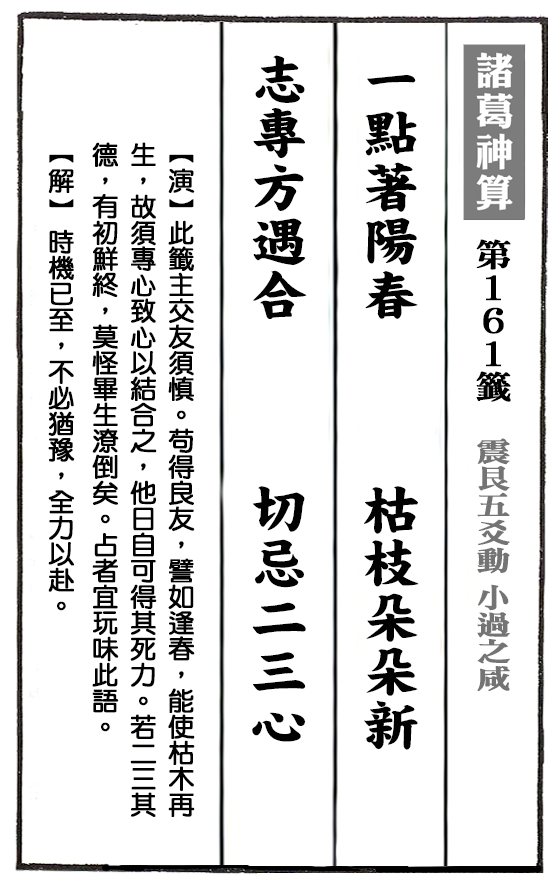 諸葛神算 第161籤 震艮五爻動 小過之咸
一點著陽春 枯枝朵朵新
志專方遇合 切忌二三心
【演】此籤主交友須慎。苟得良友，譬如逢春，能使枯木再
生，故須專心致心以結合之，他日自可得其死力。若二三其
德，有初鮮終，莫怪畢生潦倒矣。占者宜玩味此語。
【解】時機已至，不必猶豫，全力以赴。